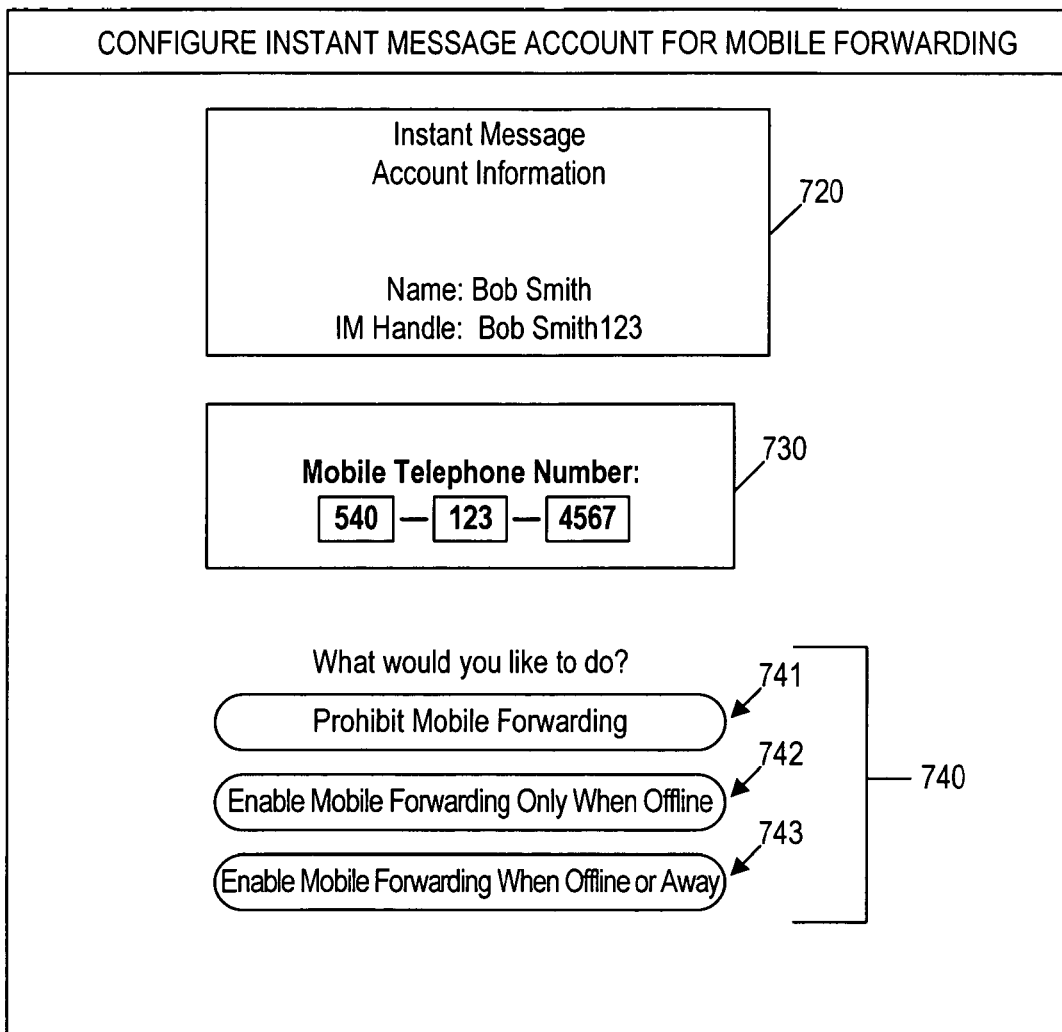 CONFIGURE INSTANT MESSAGE ACCOUNT FOR MOBILE FORWARDING
Instant Message
Account Information
720
Name: Bob Smith
IM Handle: Bob Smith123
730
Mobile Telephone Number:
540 — 123 — 4567
What would you like to do?
741
Prohibit Mobile Forwarding
742
Enable Mobile Forwarding Only When Offline
740
743
Enable Mobile Forwarding When Offline or Away